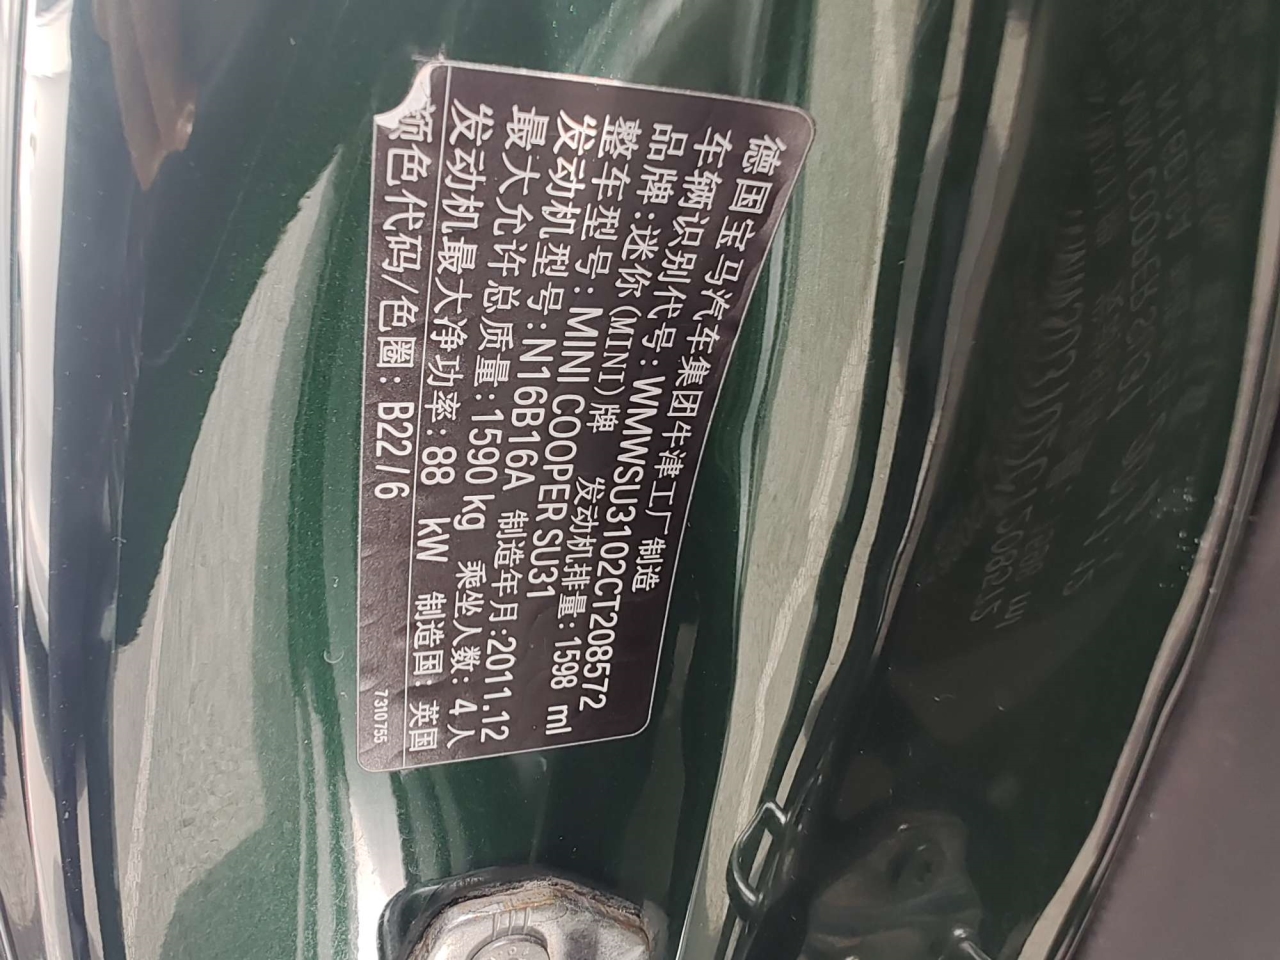 德国宝马汽车集团牛津工厂 制造
车辆识别代号:WMWSU3102CT208572
品牌:迷你(MINI)牌 发动机排量:1598 ml
整车型号: MINI COOPER SU31
发动机型号:N16B16A 制造年月:2011.12
最大允许总质量:1590 kg 乘坐人数: 4人
发动机最大净功率: 88 kW 制造国: 英国
颜色代码/色圈: B22/6
7310755